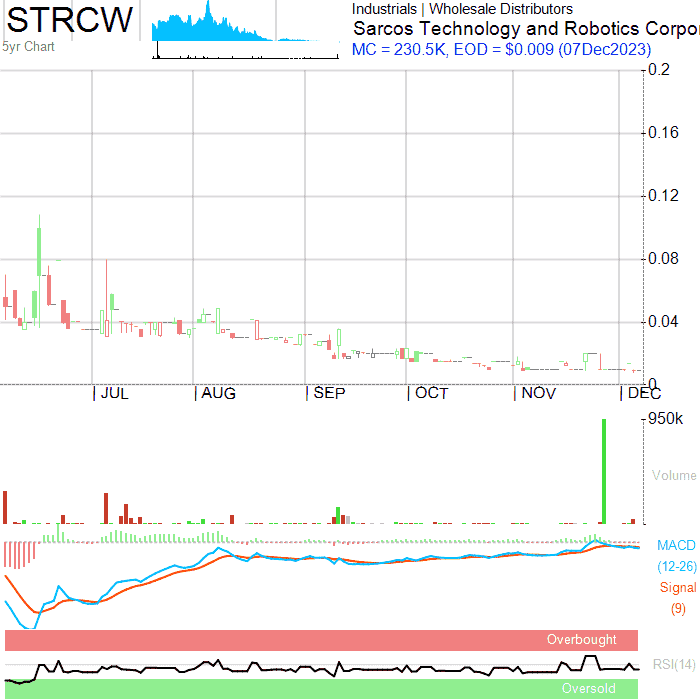 STRCW
5yr Chart
Industrials | Wholesale Distributors
Sarcos Technology and Robotics Corpor
MC = 230.5K, EOD = $0.009 (07Dec2023)
0.2
0.16
0.12
0.08
0.04
0
JUL AUG SEP OCT NOV DEC
950k
Volume
MACD
(12-26)
Signal
(9)
Overbought
RSI(14)
Oversold